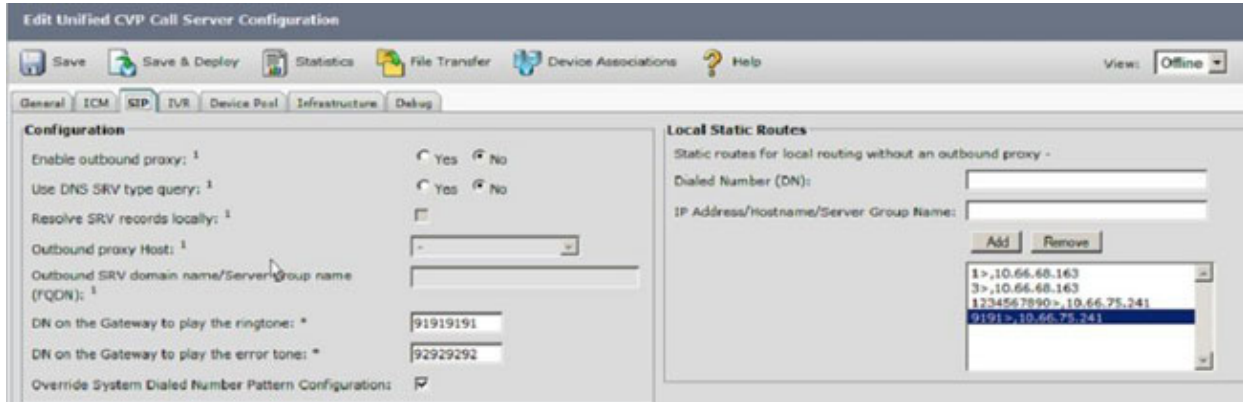 Edit Unified CVP Call Server Configuration
Save Save & Deploy Statistics File Transfer Device Associations Help View: Offline
General ICM SIP IVR Device Pool Infrastructure Debug
Configuration
Enable outbound proxy: 1 Yes No
Use DNS SRV type query: 1 Yes No
Resolve SRV records locally: 1
Outbound proxy Host: 1 -
Outbound SRV domain name/Server group name
(FQDN): 1
DN on the Gateway to play the ringtone: * 91919191
DN on the Gateway to play the error tone: * 92929292
Override System Dialed Number Pattern Configuration:
Local Static Routes
Static routes for local routing without an outbound proxy -
Dialed Number (DN):
IP Address/Hostname/Server Group Name:
Add Remove
1>,10.66.68.163
3>,10.66.68.163
1234567890>,10.66.75.241
9191>,10.66.75.241